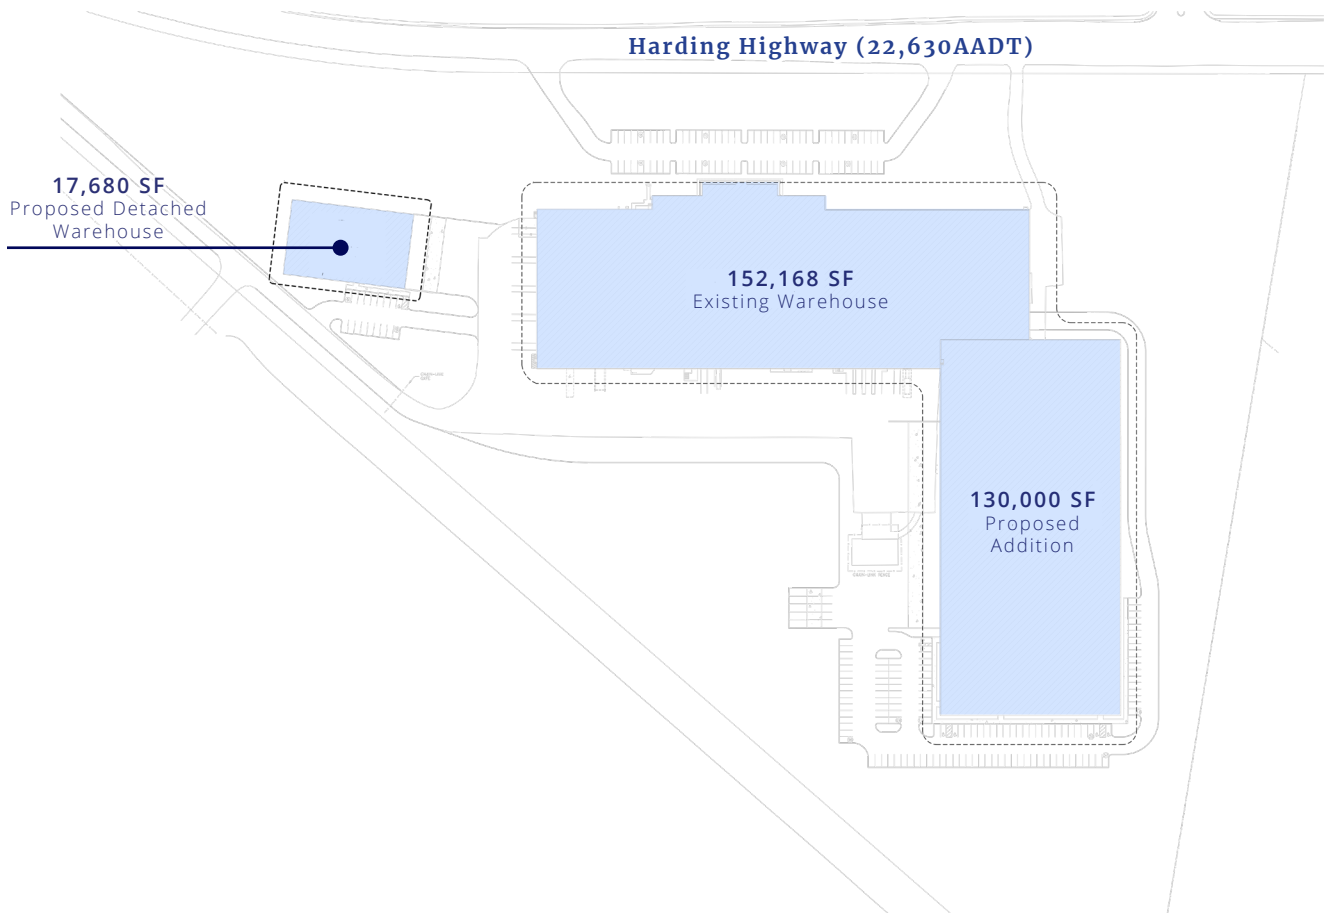 Harding Highway (22,630AADT)
17,680 SF
Proposed Detached
Warehouse
152,168 SF
Existing Warehouse
130,000 SF
Proposed
Addition